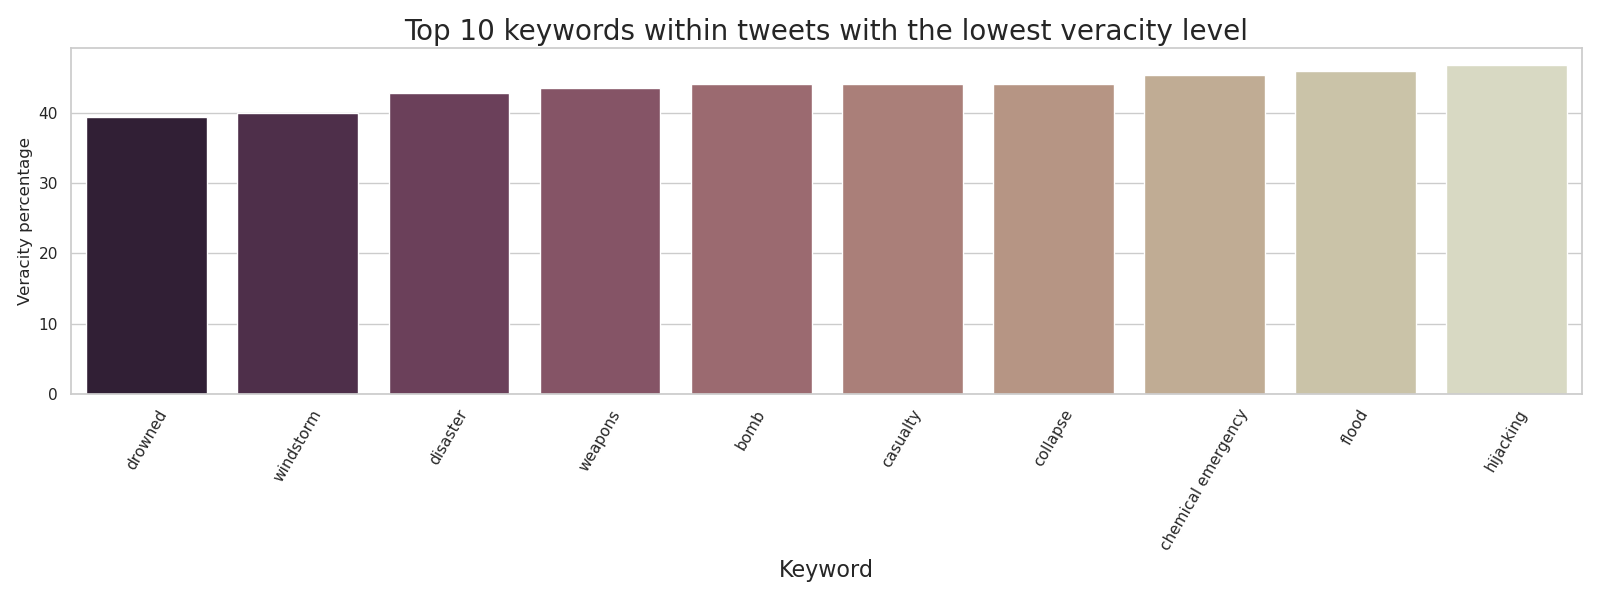 Top 10 keywords within tweets with the lowest veracity level
Veracity percentage
40
30
20
10
0
drowned
windstorm
disaster
weapons
bomb
casualty
collapse
chemical emergency
flood
hijacking
Keyword